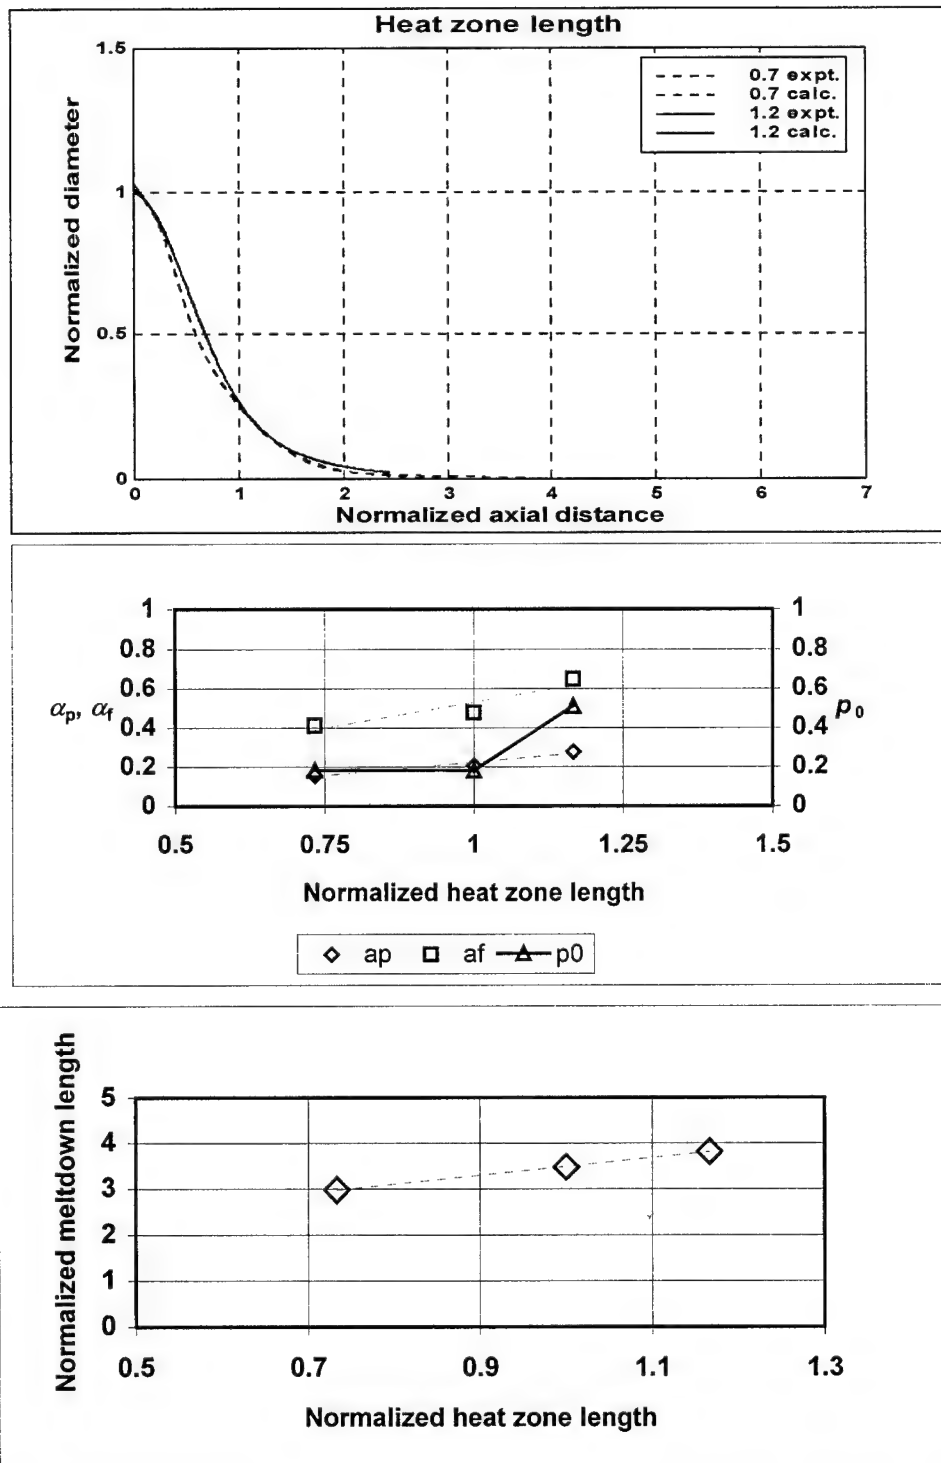 Heat zone length
1.5
1
0.5
0
Normalized diameter
0.7 expt.
0.7 calc.
1.2 expt.
1.2 calc.
0 1 2 3 4 5 6 7
Normalized axial distance
1 1
0.8 0.8
0.6 0.6
αp, αf p0
0.4 0.4
0.2 0.2
0 0
0.5 0.75 1 1.25 1.5
Normalized heat zone length
ap af p0
Normalized meltdown length
5
4
3
2
1
0
0.5 0.7 0.9 1.1 1.3
Normalized heat zone length